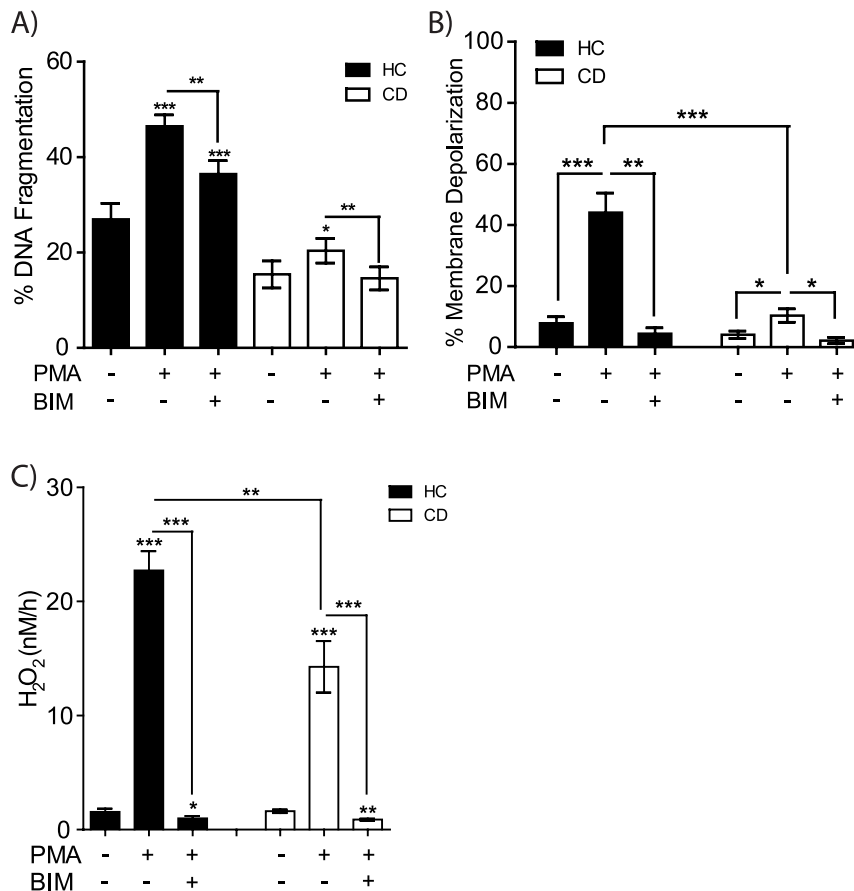 A)
60
40
20
0
% DNA Fragmentation
HC
CD
**
***
***
**
*
PMA - + + - + +
BIM - - + - - +
B)
100
80
60
40
20
0
% Membrane Depolarization
HC
CD
***
*** **
* *
PMA - + + - + +
BIM - - + - - +
C)
30
20
10
0
H₂O₂ (nM/h)
HC
CD
**
***
***
***
***
*
**
PMA - + + - + +
BIM - - + - - +